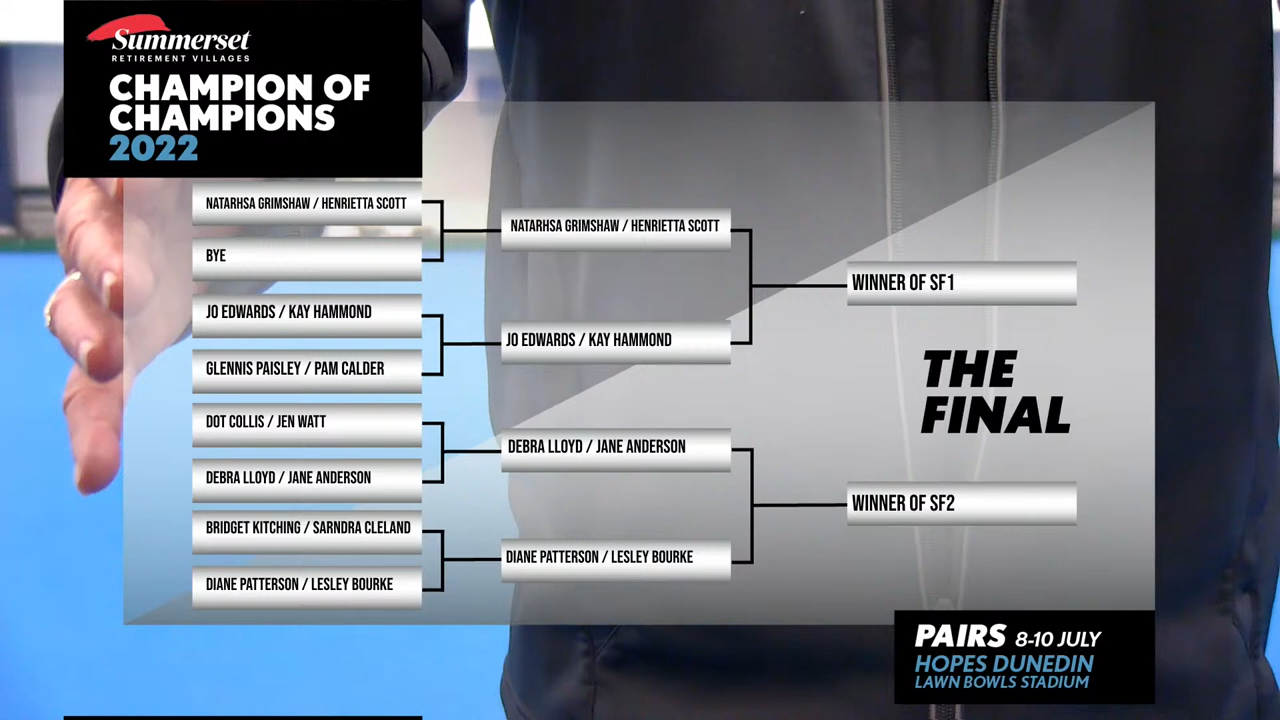 Summerset
RETIREMENT VILLAGES
CHAMPION OF
CHAMPIONS
2022
NATARHSA GRIMSHAW / HENRIETTA SCOTT
BYE
JO EDWARDS / KAY HAMMOND
GLENNIS PAISLEY / PAM CALDER
DOT COLLIS / JEN WATT
DEBRA LLOYD / JANE ANDERSON
BRIDGET KITCHING / SARNDRA CLELAND
DIANE PATTERSON / LESLEY BOURKE
NATARHSA GRIMSHAW / HENRIETTA SCOTT
JO EDWARDS / KAY HAMMOND
DEBRA LLOYD / JANE ANDERSON
DIANE PATTERSON / LESLEY BOURKE
WINNER OF SF1
THE
FINAL
WINNER OF SF2
PAIRS 8-10 JULY
HOPES DUNEDIN
LAWN BOWLS STADIUM